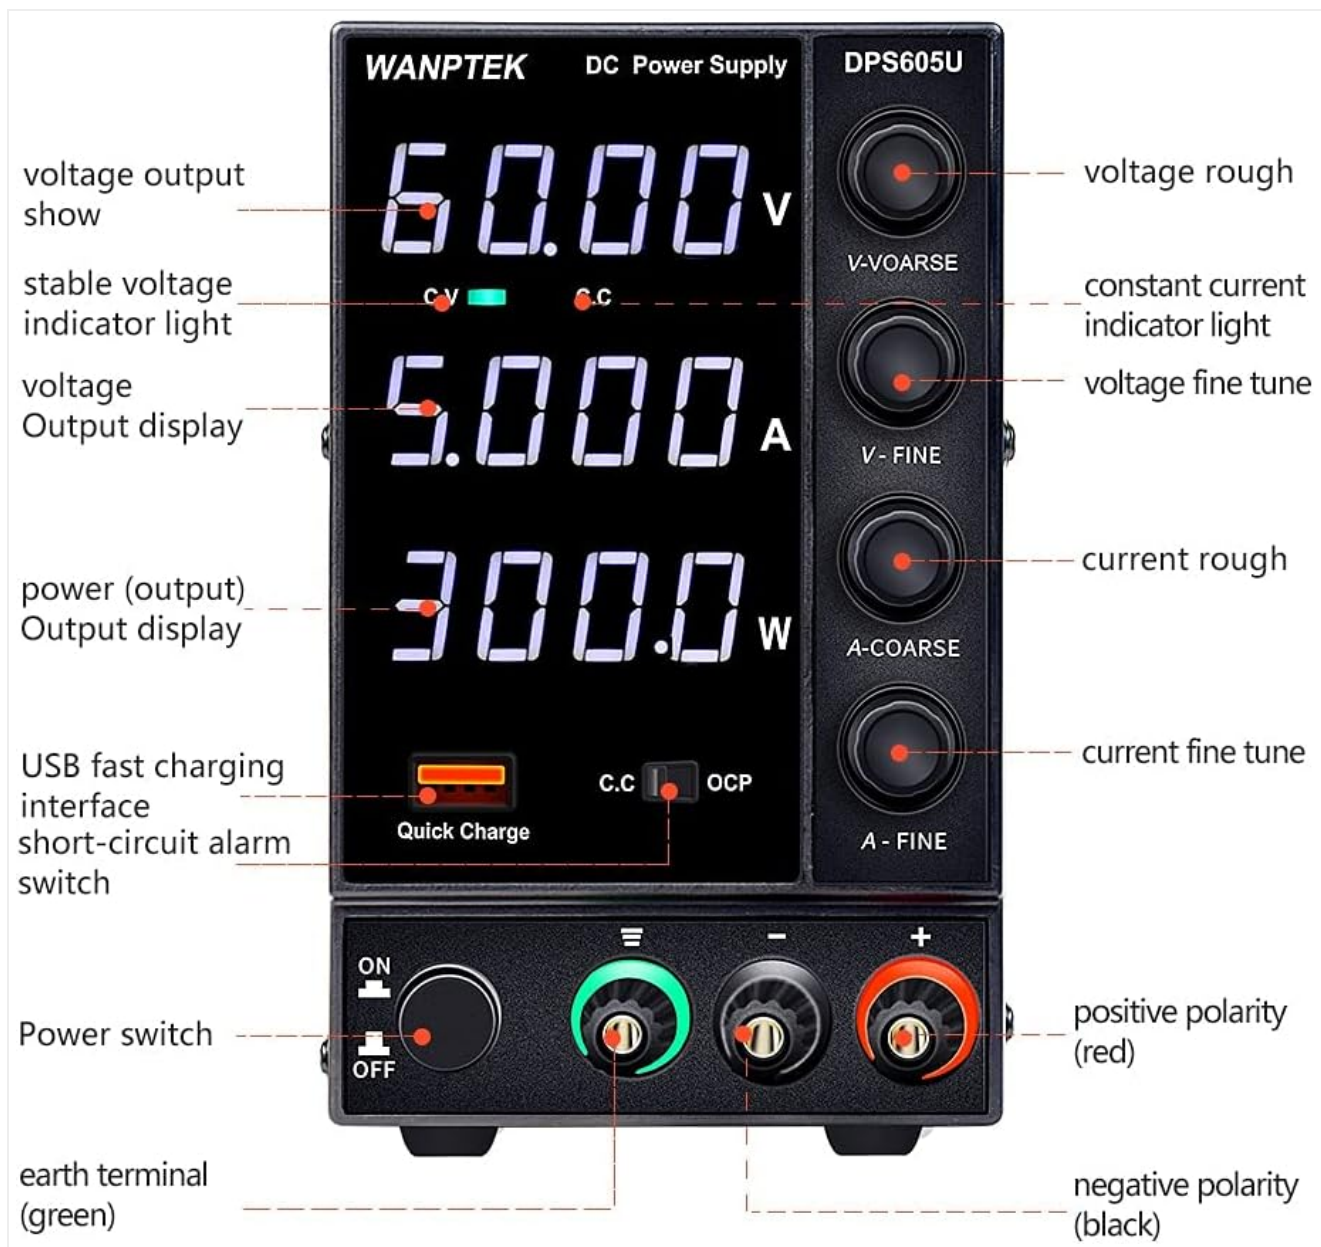 WANPTEK DC Power Supply DPS605U
60.00 V
C.V C.C
5.000 A
300.0 W
Quick Charge
C.C OCP
V-VOARSE
V - FINE
A-COARSE
A - FINE
ON
OFF
- +
voltage output
show
stable voltage
indicator light
voltage
Output display
power (output)
Output display
USB fast charging
interface
short-circuit alarm
switch
Power switch
earth terminal
(green)
voltage rough
constant current
indicator light
voltage fine tune
current rough
current fine tune
positive polarity
(red)
negative polarity
(black)